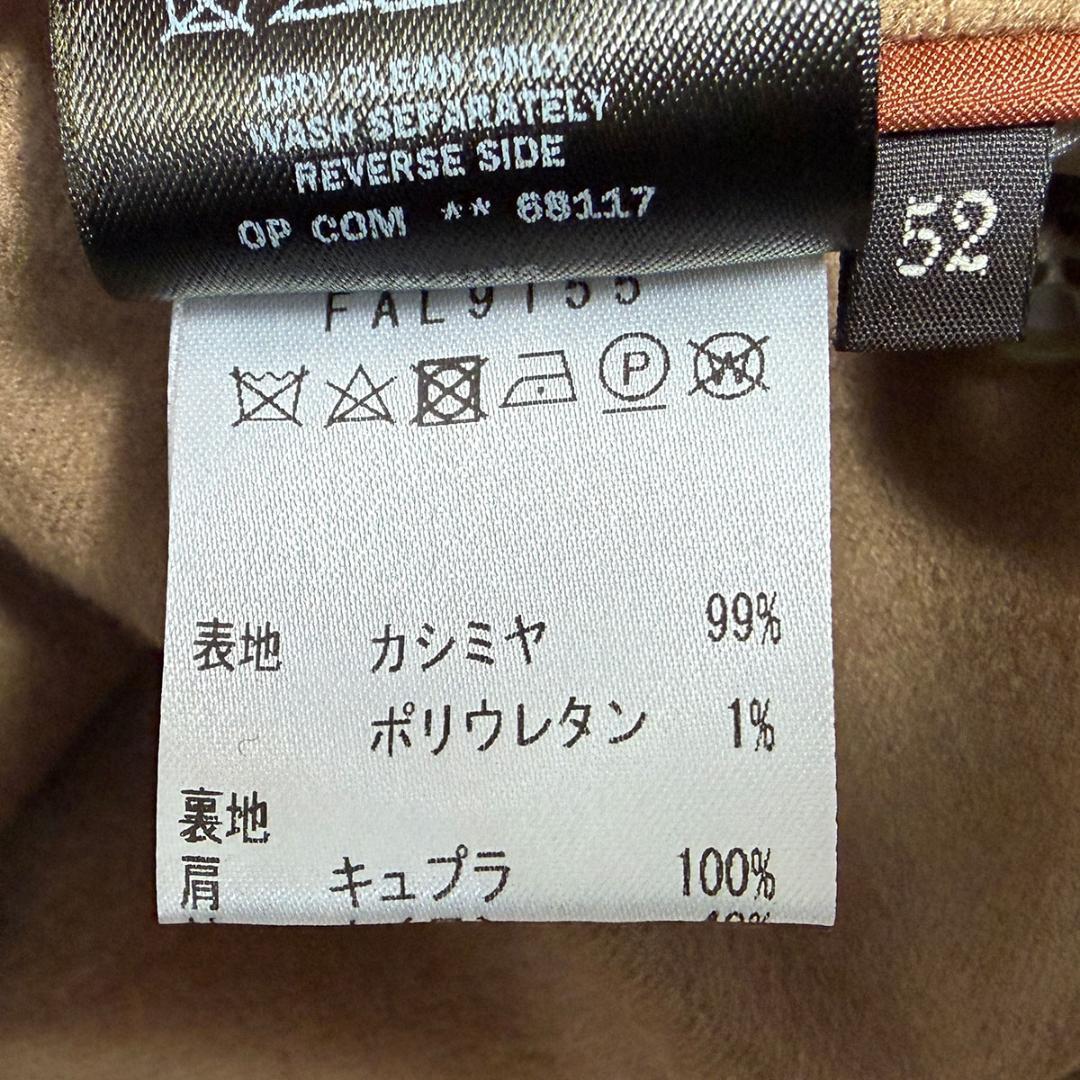 DRY CLEAN ONLY
WASH SEPARATELY
REVERSE SIDE
OP COM ** 68117
52
FAL9155
P W
表地 カシミヤ 99%
ポリウレタン 1%
裏地
肩 キュプラ 100%